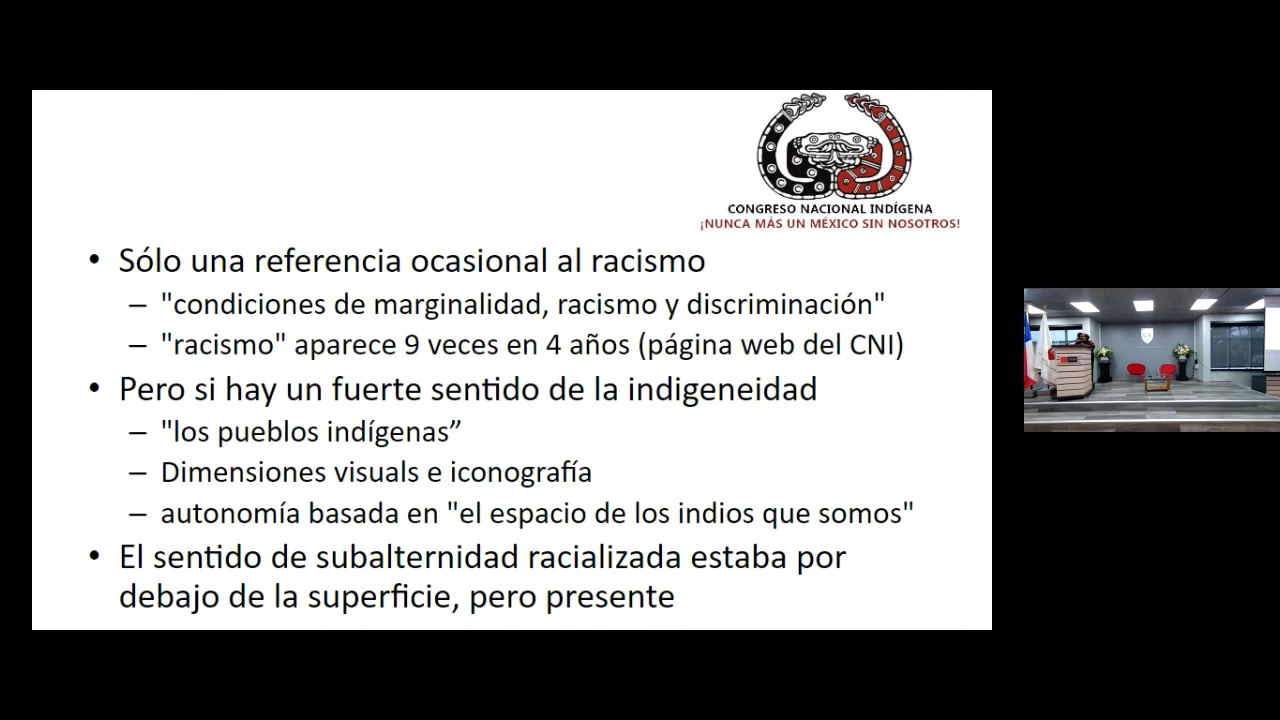 CONGRESO NACIONAL INDÍGENA
¡NUNCA MÁS UN MÉXICO SIN NOSOTROS!
• Sólo una referencia ocasional al racismo
– "condiciones de marginalidad, racismo y discriminación"
– "racismo" aparece 9 veces en 4 años (página web del CNI)
• Pero si hay un fuerte sentido de la indigeneidad
– "los pueblos indígenas”
– Dimensiones visuals e iconografía
– autonomía basada en "el espacio de los indios que somos"
• El sentido de subalternidad racializada estaba por
debajo de la superficie, pero presente